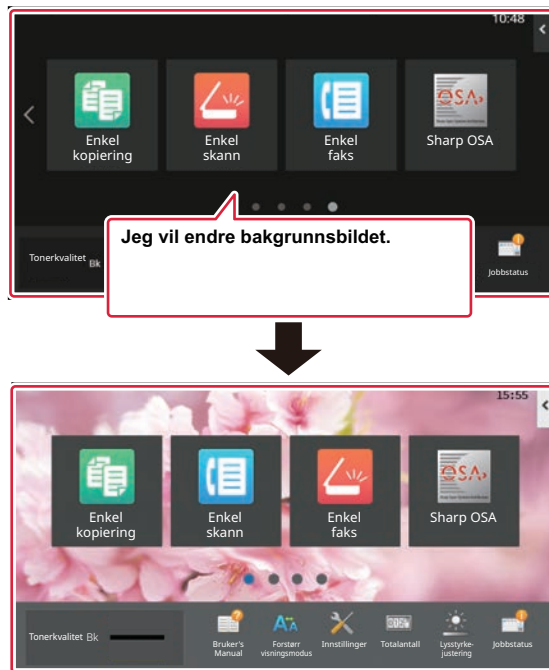 10:48
Enkel
kopiering
Enkel
skann
Enkel
faks
Sharp OSA
Jeg vil endre bakgrunnsbildet.
Tonerkvalitet Bk
Jobbstatus
15:55
Enkel
kopiering
Enkel
skann
Enkel
faks
Sharp OSA
Tonerkvalitet Bk
Bruker's
Manual
Forstørr
visningsmodus
Innstillinger
Totalantall
Lysstyrke-
justering
Jobbstatus